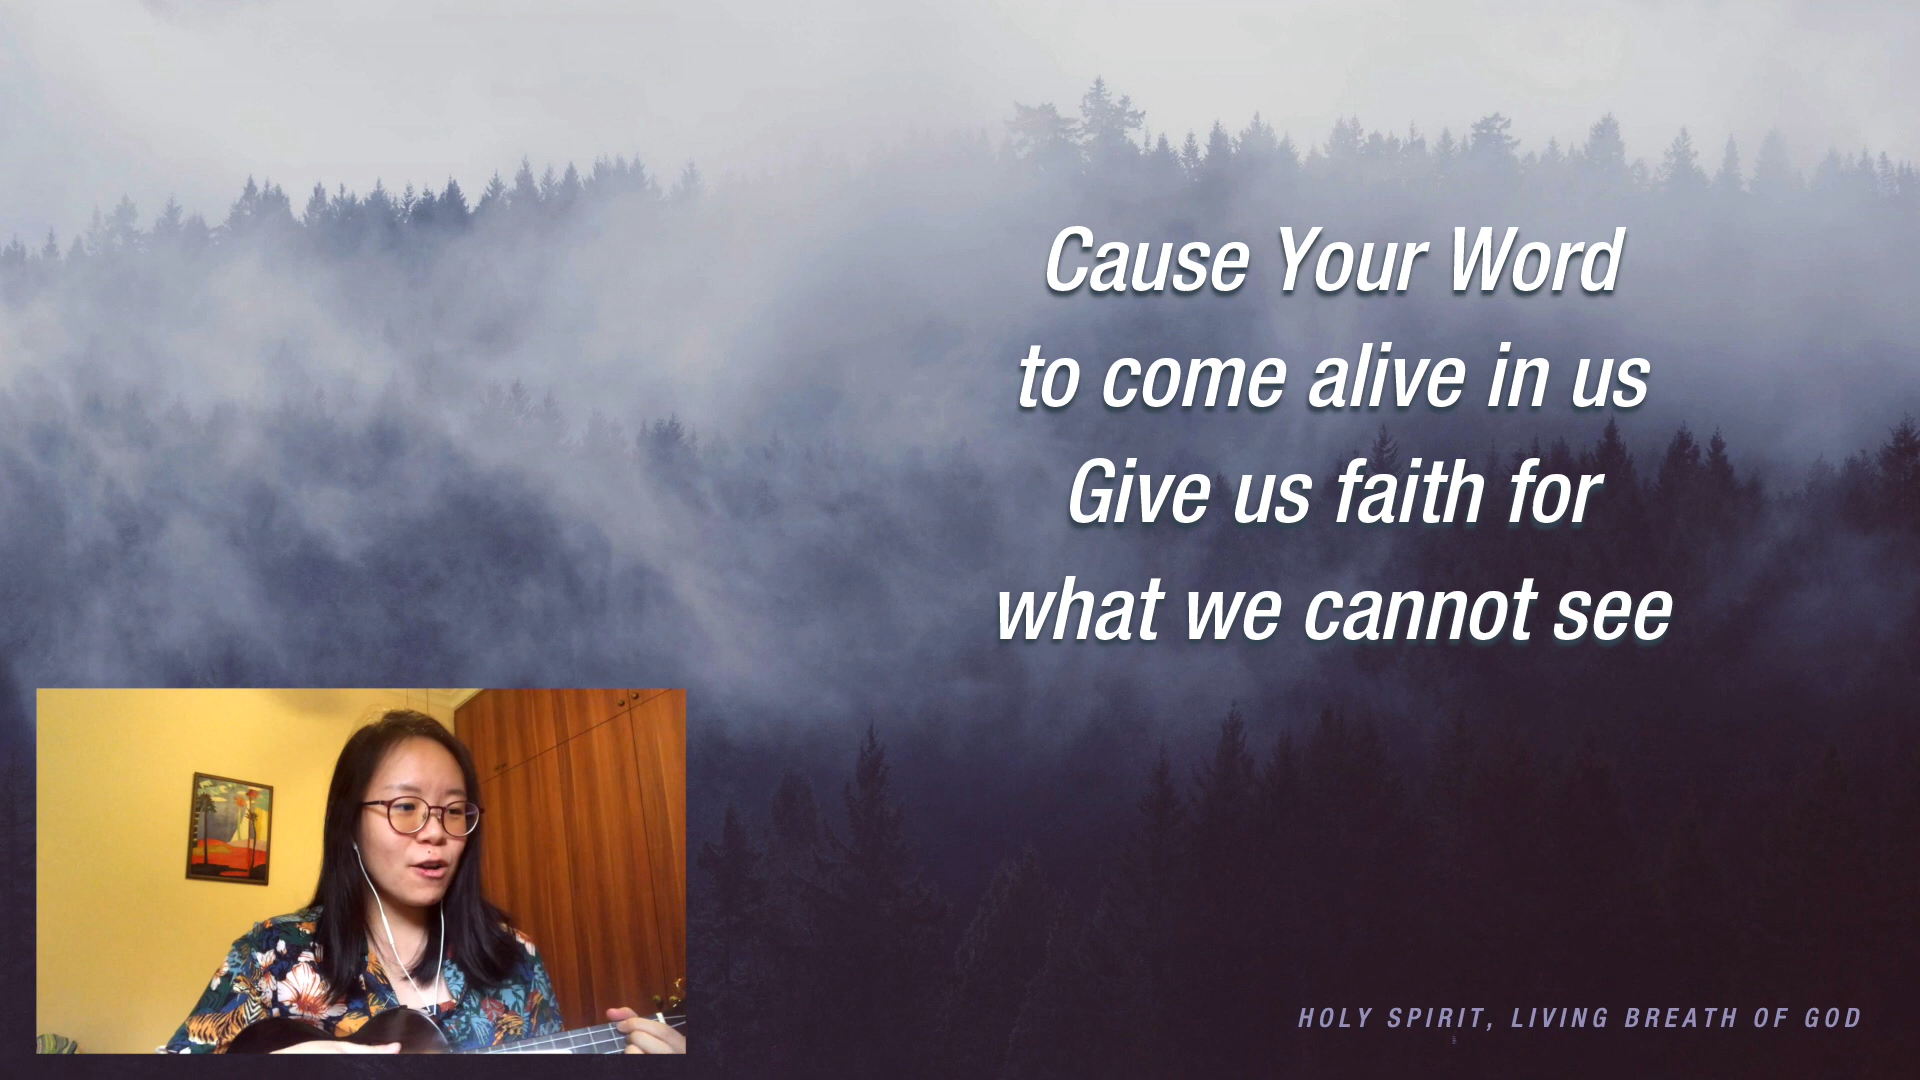 Cause Your Word
to come alive in us
Give us faith for
what we cannot see
HOLY SPIRIT, LIVING BREATH OF GOD